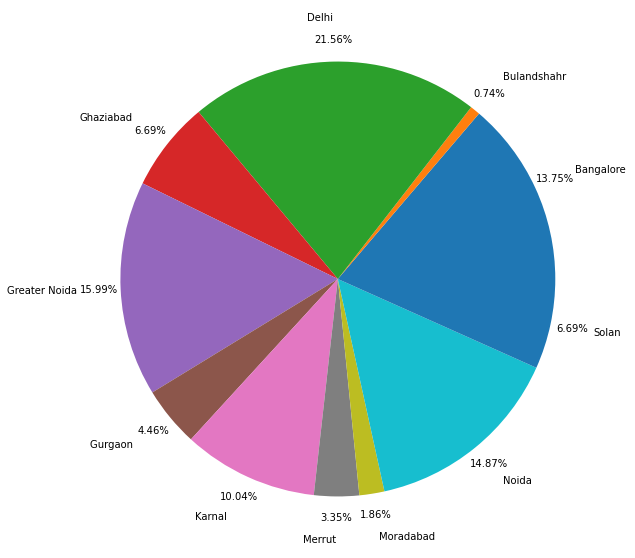 Delhi
21.56%
Bulandshahr
0.74%
Ghaziabad
6.69%
Bangalore
13.75%
Greater Noida
15.99%
Solan
6.69%
Gurgaon
4.46%
Noida
14.87%
Karnal
10.04%
Merrut
3.35%
Moradabad
1.86%